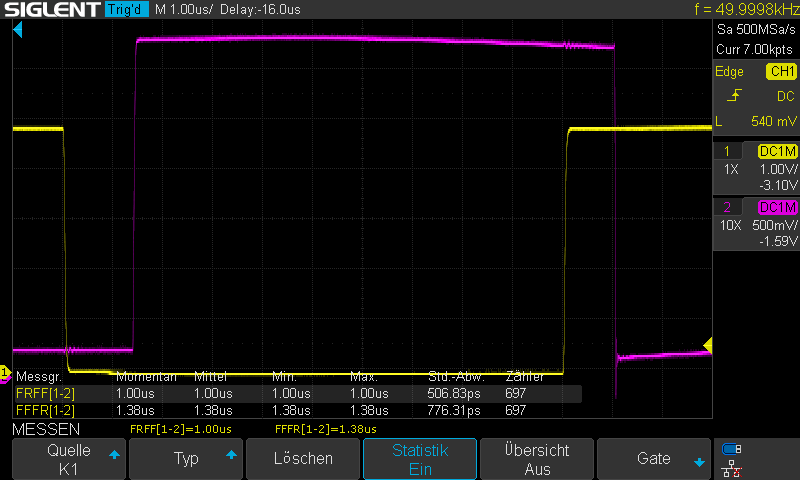 SIGLENT Trig'd M 1.00us/ Delay:-16.0us f = 49.9998kHz
Sa 500MSa/s
Curr 7.00kpts
Edge CH1
DC
L 540 mV
1 DC1M
1X 1.00V/
-3.10V
2 DC1M
10X 500mV/
-1.59V
1
Messgr. Momentan Mittel Min. Max. Std.-Abw. Zähler
FRFF[1-2] 1.00us 1.00us 1.00us 1.00us 506.83ps 697
FFFR[1-2] 1.38us 1.38us 1.38us 1.38us 776.31ps 697
MESSEN FRFF[1-2]=1.00us FFFR[1-2]=1.38us
Quelle
K1
Typ
Löschen
Statistik
Ein
Übersicht
Aus
Gate